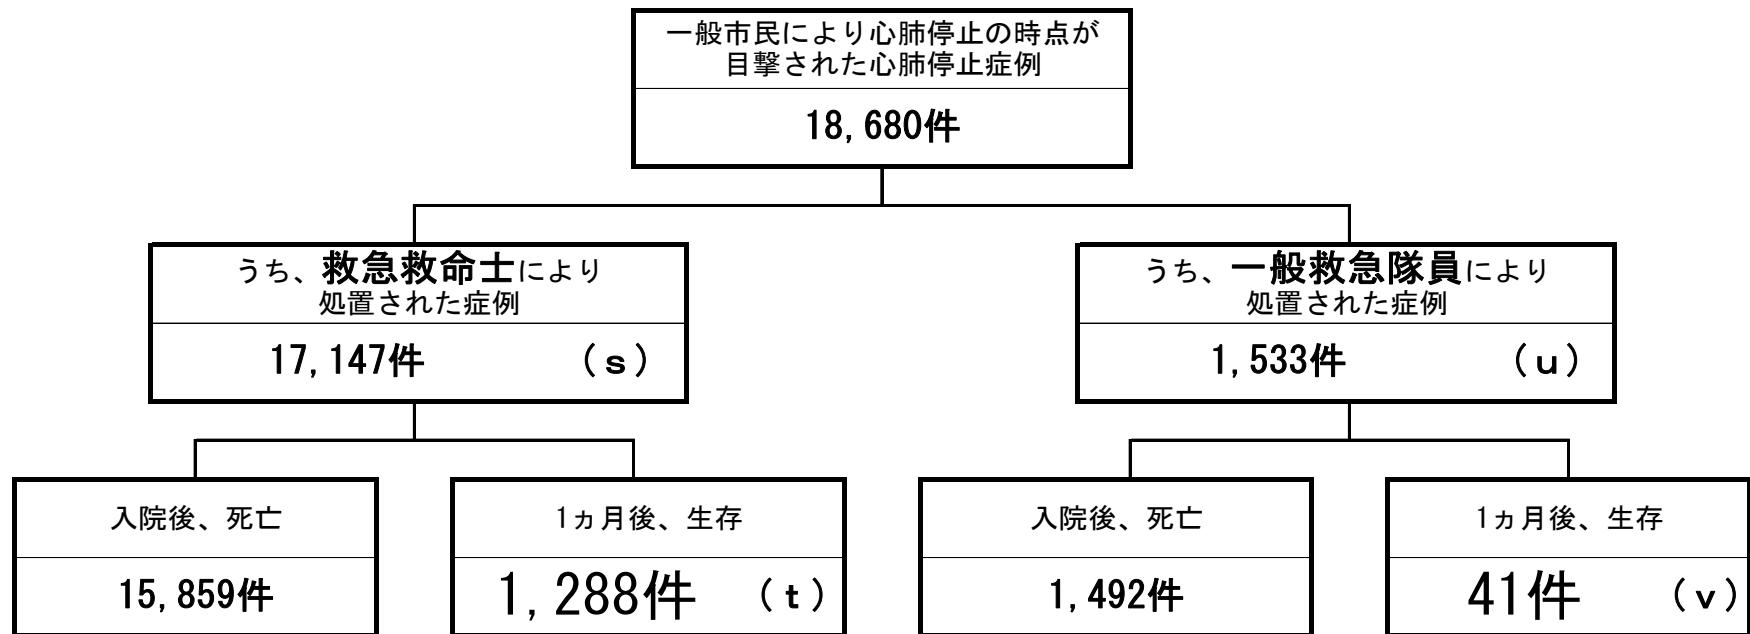 一般市民により心肺停止の時点が
目撃された心肺停止症例
18,680件
うち、救急救命士により
処置された症例
17,147件 (s)
うち、一般救急隊員により
処置された症例
1,533件 (u)
入院後、死亡
15,859件
1ヵ月後、生存
1,288件 (t)
入院後、死亡
1,492件
1ヵ月後、生存
41件 (v)